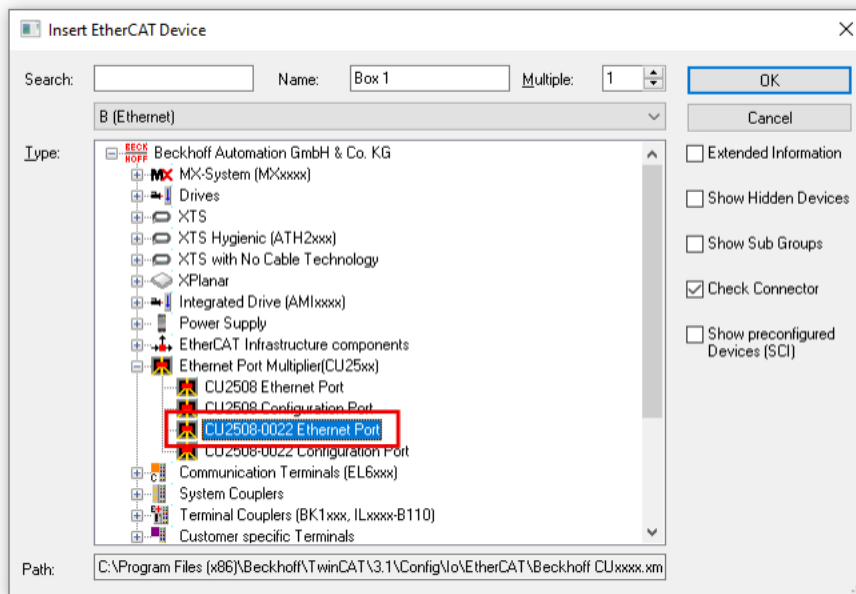 Insert EtherCAT Device
Search:
Name:
Box 1
Multiple:
1
OK
B (Ethernet)
Cancel
Type:
BECK
HOFF
Beckhoff Automation GmbH & Co. KG
Extended Information
MX MX-System (MXxxxx)
Drives
Show Hidden Devices
XTS
XTS Hygienic (ATH2xxx)
Show Sub Groups
XTS with No Cable Technology
XPlanar
Check Connector
Integrated Drive (AMIxxxx)
Power Supply
Show preconfigured
Devices (SCI)
EtherCAT Infrastructure components
Ethernet Port Multiplier(CU25xx)
CU2508 Ethernet Port
CU2508 Configuration Port
CU2508-0022 Ethernet Port
CU2508-0022 Configuration Port
Communication Terminals (EL6xxx)
System Couplers
Terminal Couplers (BK1xxx, ILxxxx-B110)
Customer specific Terminals
Path:
C:\Program Files (x86)\Beckhoff\TwinCAT\3.1\Config\Io\EtherCAT\Beckhoff CUxxxx.xm